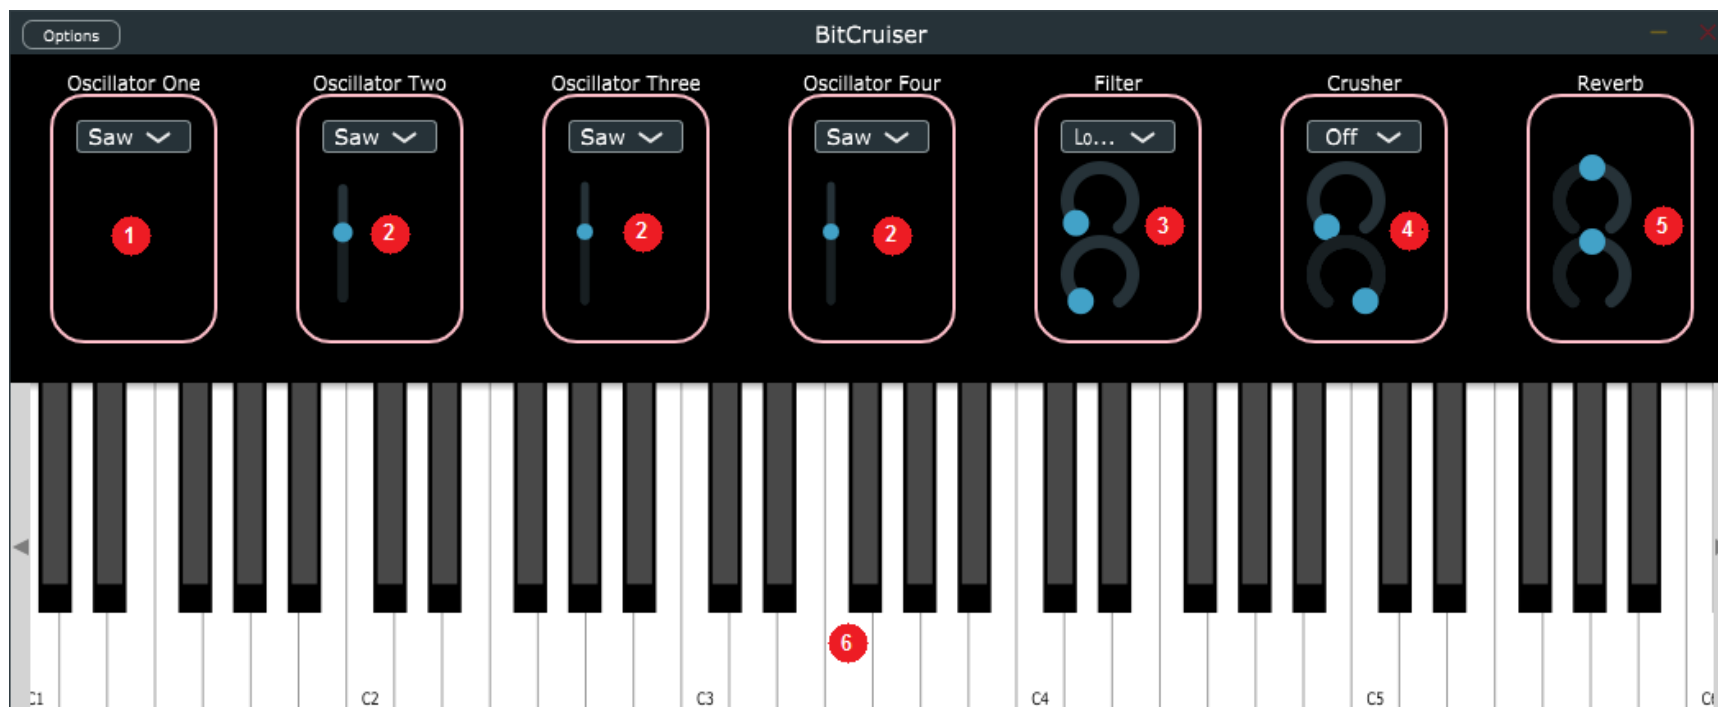 Options
BitCruiser
Oscillator One
Oscillator Two
Oscillator Three
Oscillator Four
Filter
Crusher
Reverb
Saw
Saw
Saw
Saw
Lo...
Off
1
2
2
2
3
4
5
6
C1
C2
C3
C4
C5